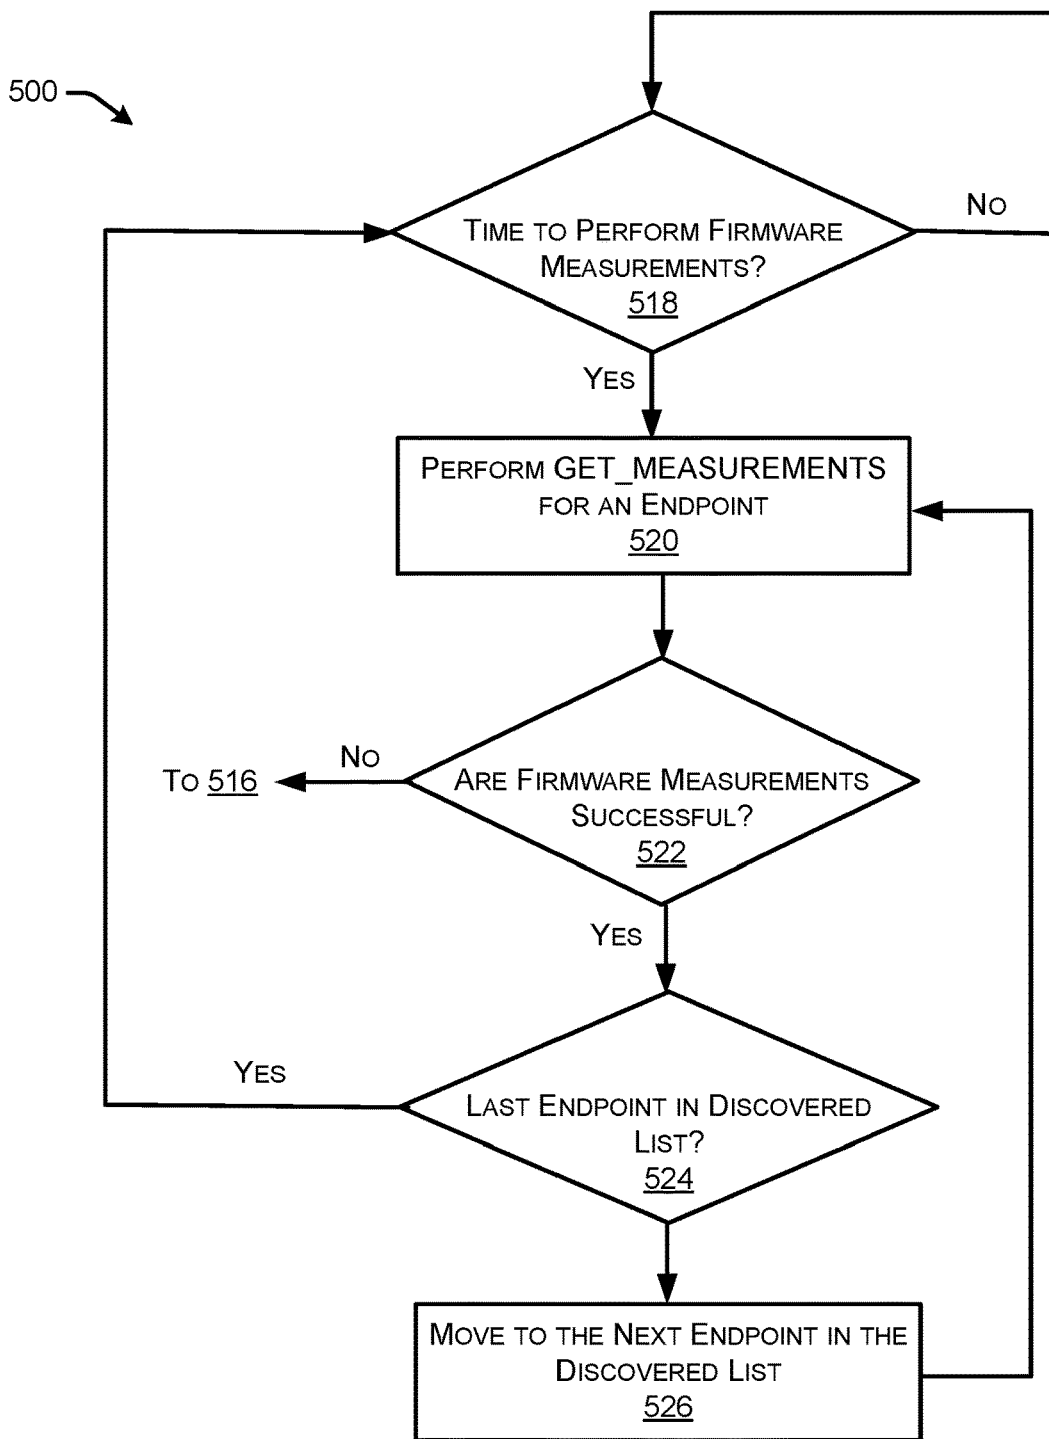 500
TIME TO PERFORM FIRMWARE
MEASUREMENTS?
518
NO
YES
PERFORM GET_MEASUREMENTS
FOR AN ENDPOINT
520
NO
TO 516
ARE FIRMWARE MEASUREMENTS
SUCCESSFUL?
522
YES
YES
LAST ENDPOINT IN DISCOVERED
LIST?
524
MOVE TO THE NEXT ENDPOINT IN THE
DISCOVERED LIST
526